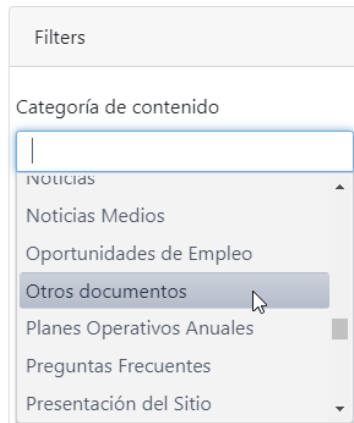 Filters
Categoría de contenido
Noticias
Noticias Medios
Oportunidades de Empleo
Otros documentos
Planes Operativos Anuales
Preguntas Frecuentes
Presentación del Sitio